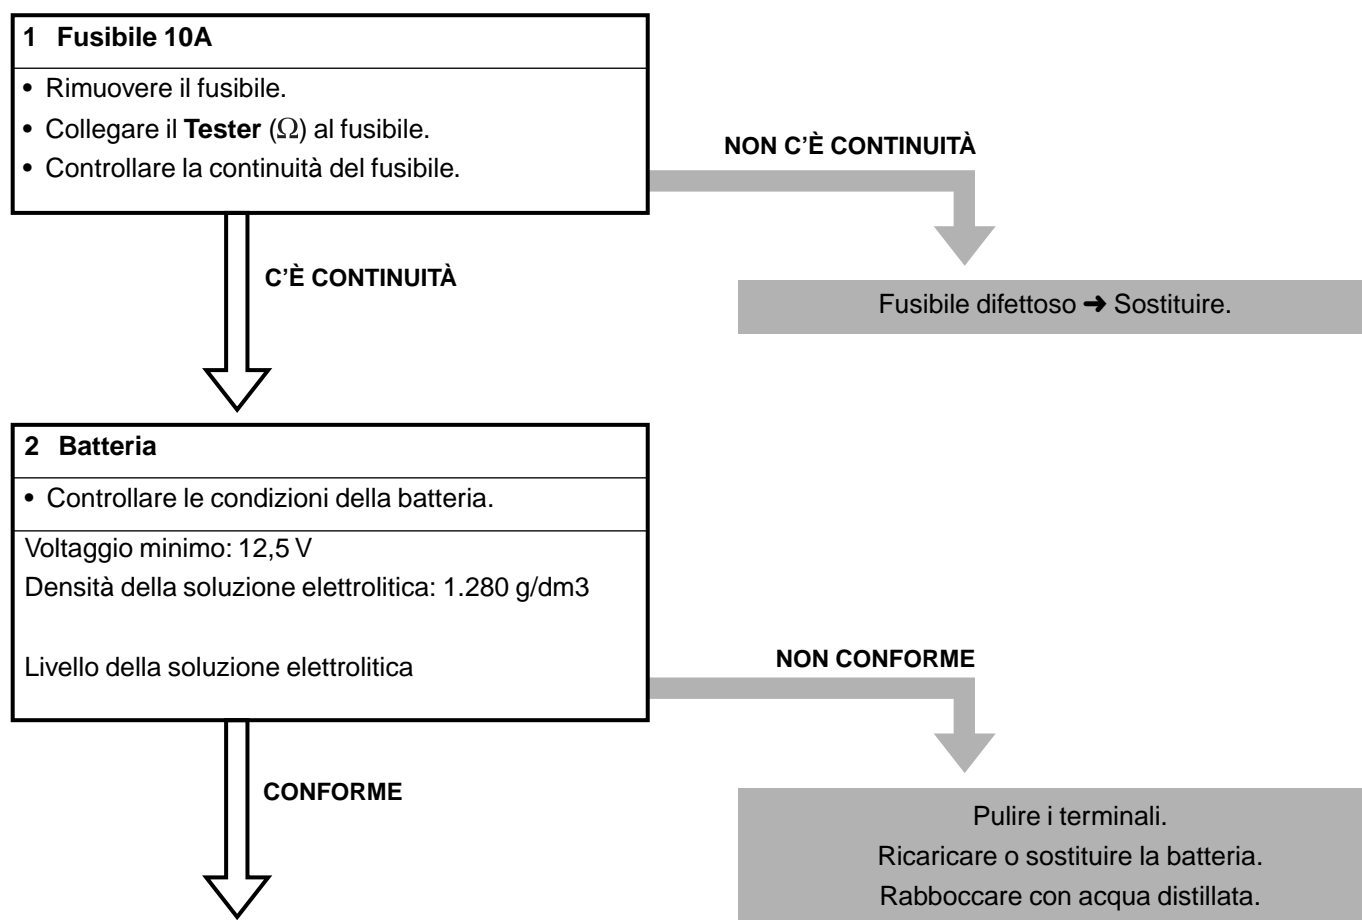 1 Fusibile 10A
• Rimuovere il fusibile.
• Collegare il Tester (Ω) al fusibile.
• Controllare la continuità del fusibile.
NON C'È CONTINUITÀ
C'È CONTINUITÀ
Fusibile difettoso ➜ Sostituire.
2 Batteria
• Controllare le condizioni della batteria.
Voltaggio minimo: 12,5 V
Densità della soluzione elettrolitica: 1.280 g/dm3
Livello della soluzione elettrolitica
NON CONFORME
CONFORME
Pulire i terminali.
Ricaricare o sostituire la batteria.
Rabboccare con acqua distillata.